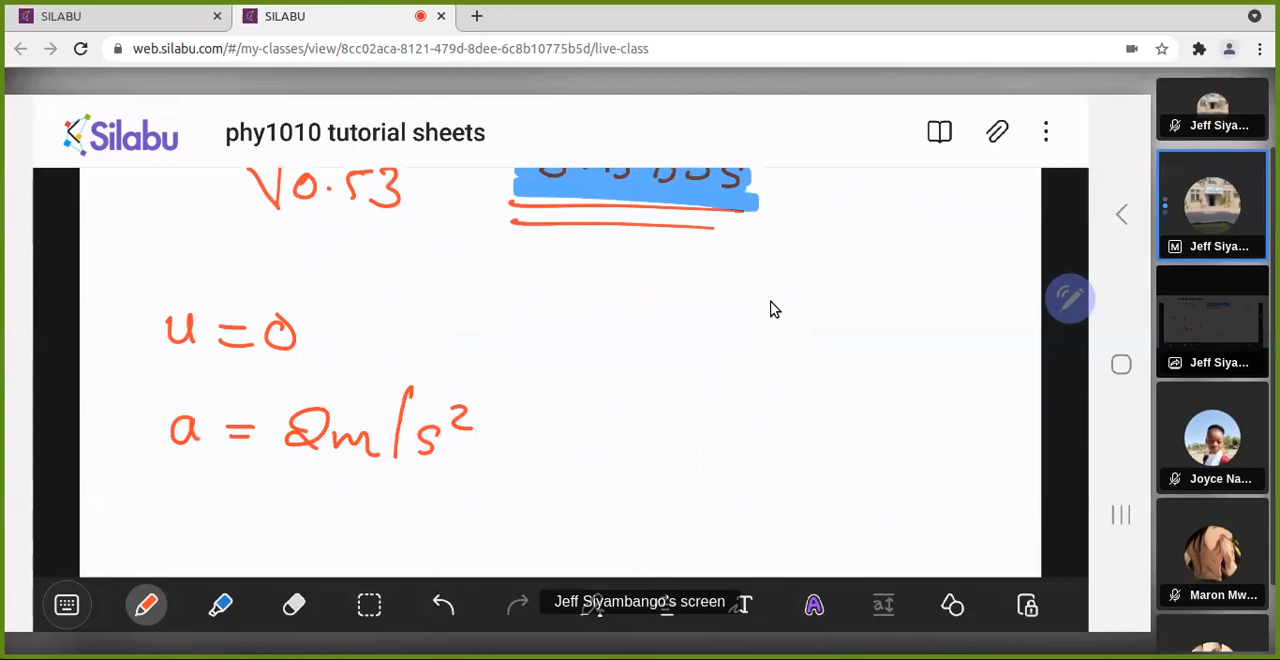 SILABU
SILABU
web.silabu.com/#/my-classes/view/8cc02aca-8121-479d-8dee-6c8b10775b5d/live-class
Silabu
phy1010 tutorial sheets
√0.53
u = 0
a = 2m/s²
Jeff Siyambango's screen
T
A
Jeff Siya...
M Jeff Siya...
Jeff Siya...
Joyce Na...
Maron Mw...